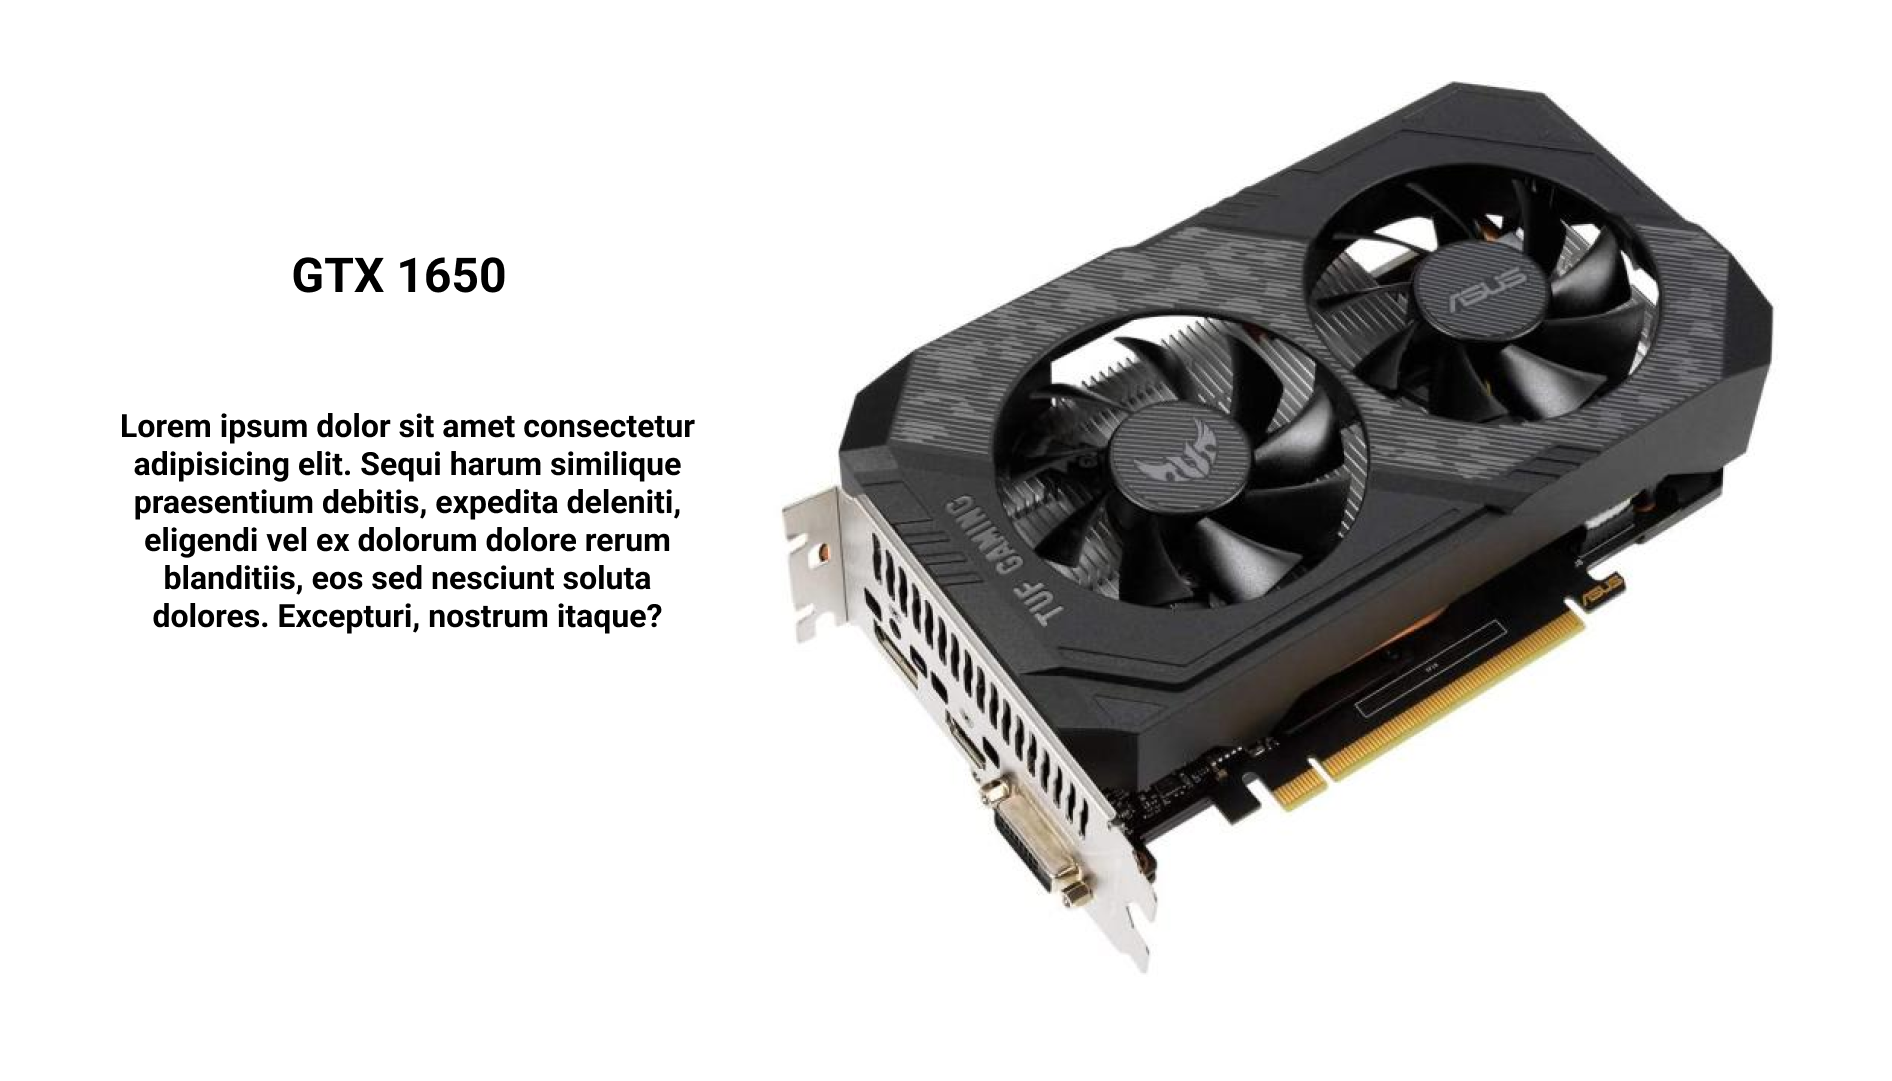 GTX 1650
Lorem ipsum dolor sit amet consectetur
adipisicing elit. Sequi harum similique
praesentium debitis, expedita deleniti,
eligendi vel ex dolorum dolore rerum
blanditiis, eos sed nesciunt soluta
dolores. Excepturi, nostrum itaque?
ASUS
TUF GAMING
ASUS